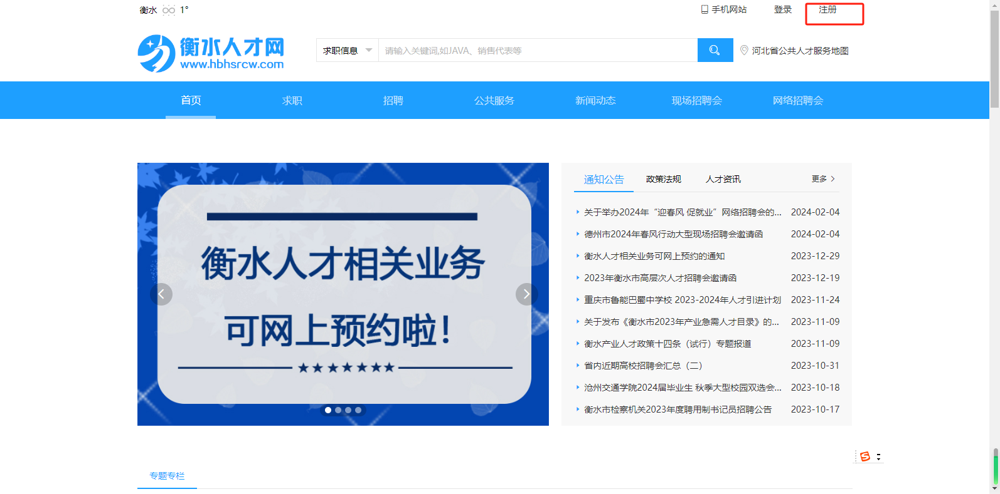 衡水 1°
手机网站 登录 注册
衡水人才网
www.hbhsrcw.com
求职信息 请输入关键词,如JAVA、销售代表等 河北省公共人才服务地图
首页 求职 招聘 公共服务 新闻动态 现场招聘会 网络招聘会
衡水人才相关业务
可网上预约啦！
通知公告 政策法规 人才资讯 更多
关于举办2024年“迎春风 促就业”网络招聘会的... 2024-02-04
德州市2024年春风行动大型现场招聘会邀请函 2024-02-04
衡水人才相关业务可网上预约的通知 2023-12-29
2023年衡水市高层次人才招聘会邀请函 2023-12-19
重庆市鲁能巴蜀中学校 2023-2024年人才引进计划 2023-11-24
关于发布《衡水市2023年产业急需人才目录》的... 2023-11-09
衡水产业人才政策十四条（试行）专题报道 2023-11-09
省内近期高校招聘会汇总（二） 2023-10-31
沧州交通学院2024届毕业生 秋季大型校园双选会... 2023-10-18
衡水市检察机关2023年度聘用制书记员招聘公告 2023-10-17
专题专栏